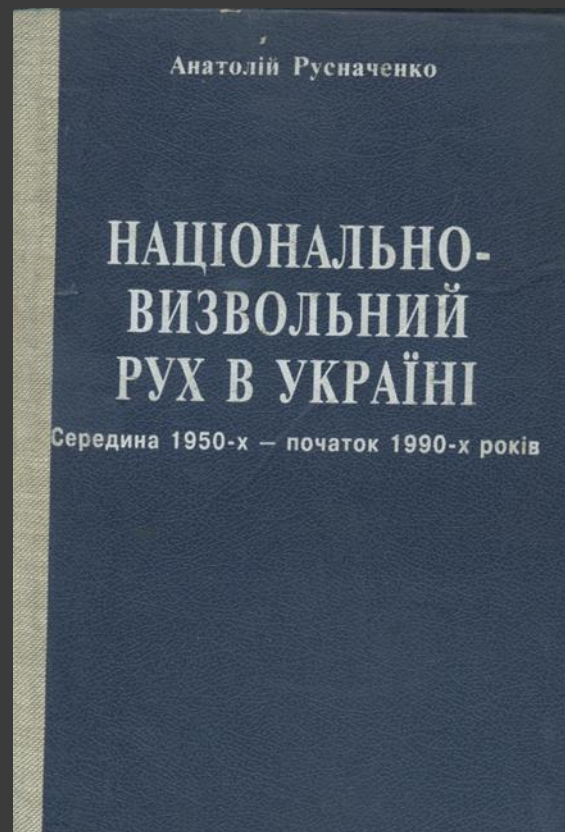 Анатолій Русначенко
НАЦІОНАЛЬНО-
ВИЗВОЛЬНИЙ
РУХ В УКРАЇНІ
Середина 1950-х — початок 1990-х років